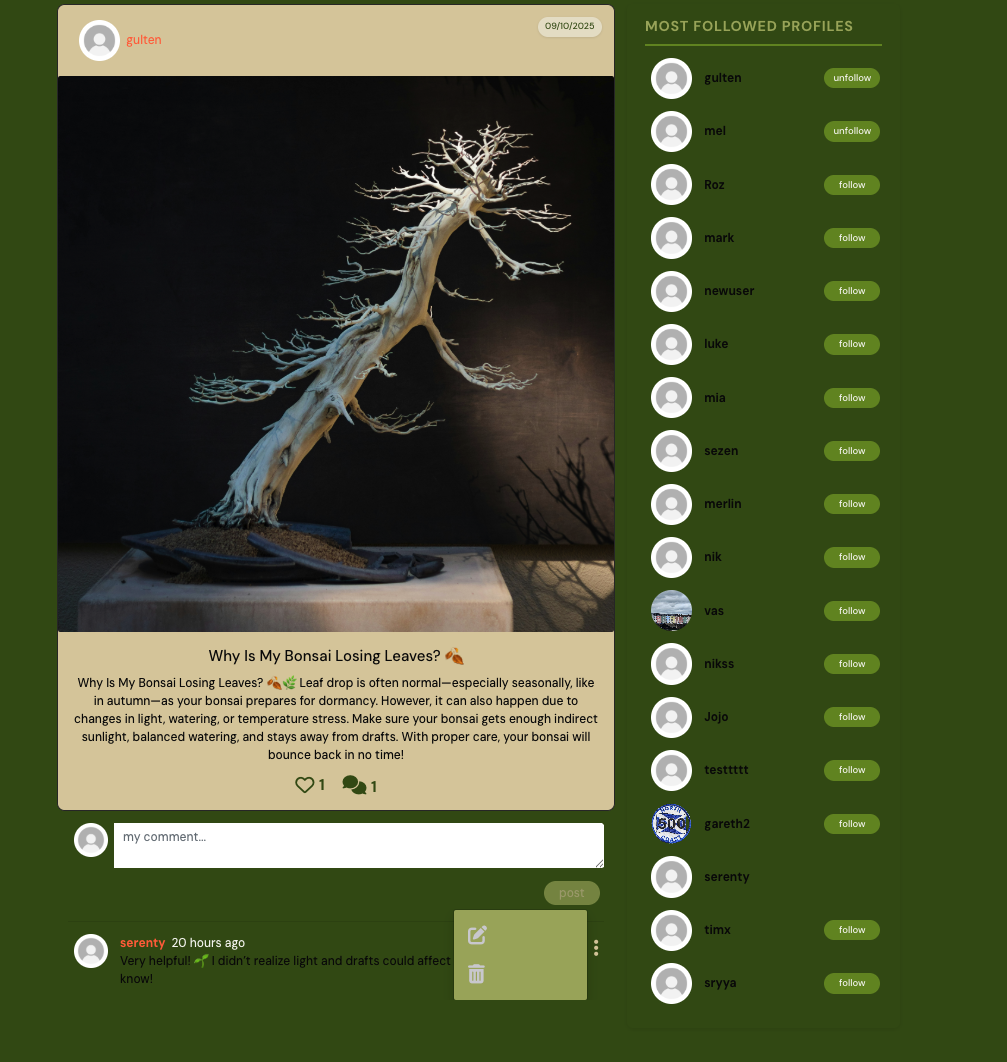 gulten
09/10/2025
Why Is My Bonsai Losing Leaves? 🍂
Why Is My Bonsai Losing Leaves? 🍂🌿 Leaf drop is often normal—especially seasonally, like
in autumn—as your bonsai prepares for dormancy. However, it can also happen due to
changes in light, watering, or temperature stress. Make sure your bonsai gets enough indirect
sunlight, balanced watering, and stays away from drafts. With proper care, your bonsai will
bounce back in no time!
1 1
my comment...
post
serenty 20 hours ago
Very helpful! 🌱 I didn't realize light and drafts could affect
know!
MOST FOLLOWED PROFILES
gulten unfollow
mel unfollow
Roz follow
mark follow
newuser follow
luke follow
mia follow
sezen follow
merlin follow
nik follow
vas follow
nikss follow
Jojo follow
testtttt follow
gareth2 follow
serenty
timx follow
sryya follow